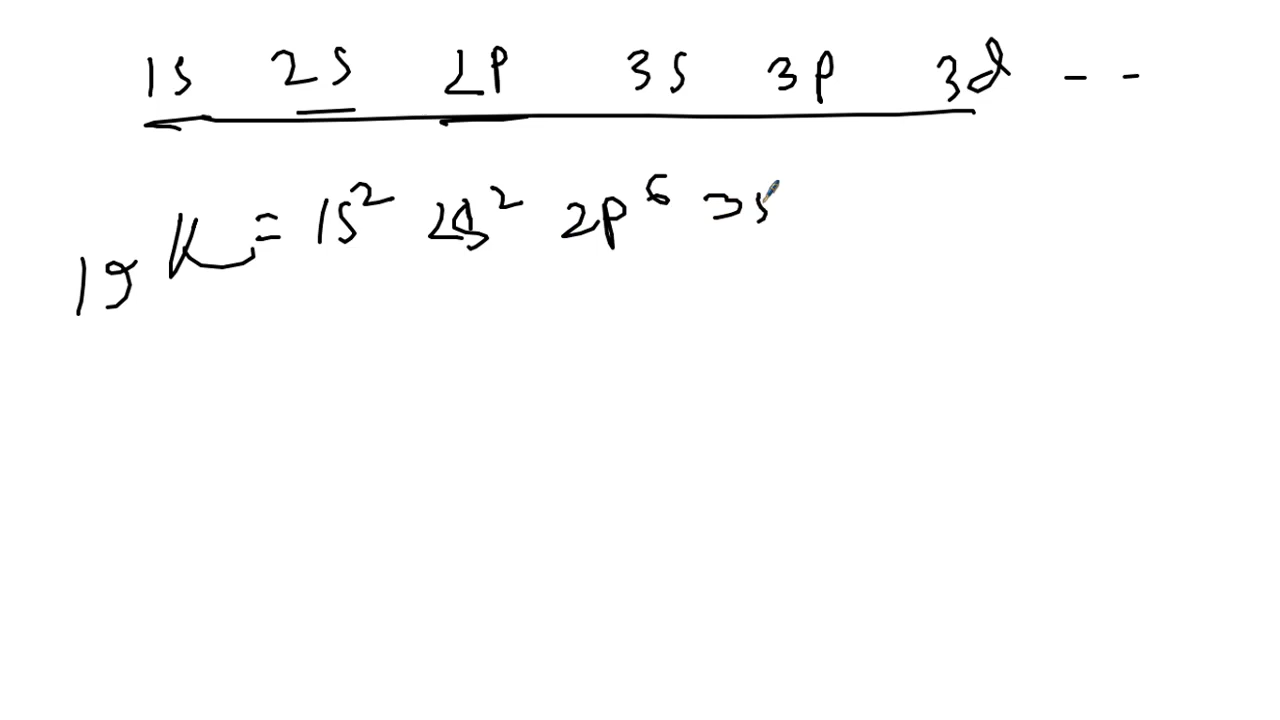 1s 2s 2p 3s 3p 3d - -
19 K = 1s² 2s² 2p⁶ 3s